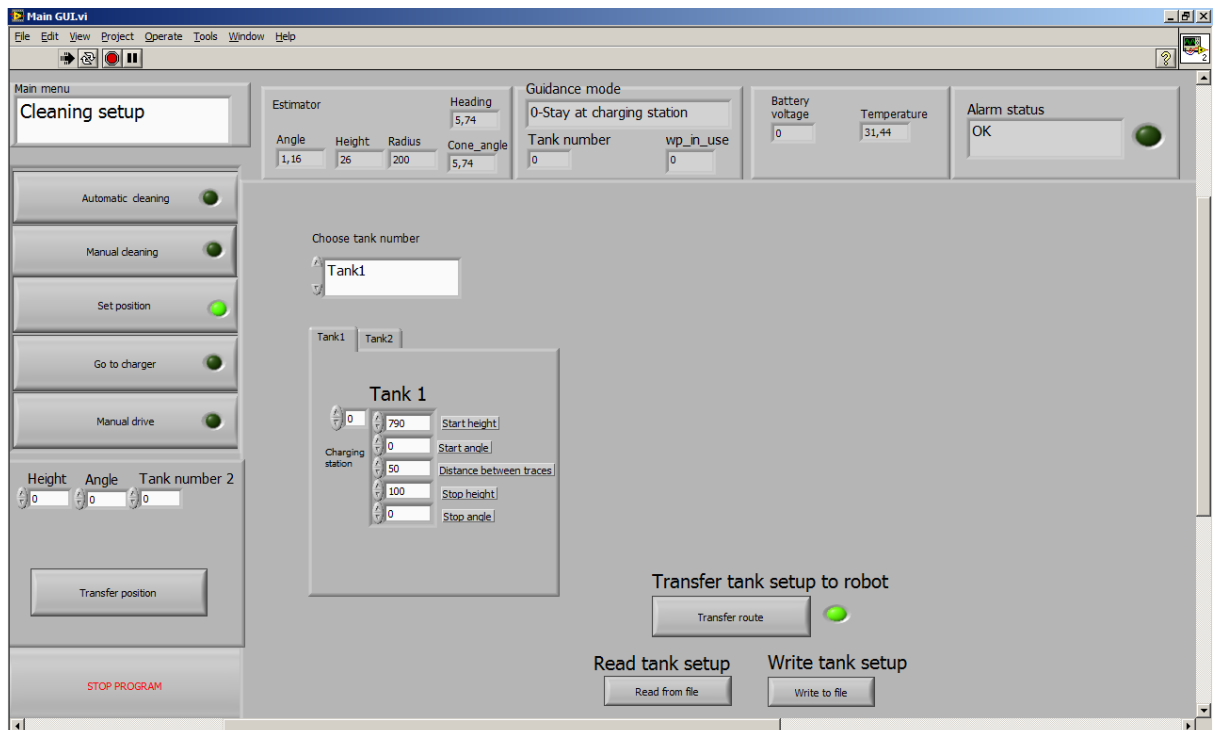 Main GUI.vi
File Edit View Project Operate Tools Window Help
2
Main menu
Cleaning setup
Estimator
Heading
5,74
Angle
1,16
Height
26
Radius
200
Cone_angle
5,74
Guidance mode
0-Stay at charging station
Tank number
0
wp_in_use
0
Battery
voltage
0
Temperature
31,44
Alarm status
OK
Automatic cleaning
Manual cleaning
Set position
Go to charger
Manual drive
Height Angle Tank number 2
0 0 0
Transfer position
STOP PROGRAM
Choose tank number
Tank1
Tank1 Tank2
Tank 1
0
Charging
station
790 Start height
0 Start angle
50 Distance between traces
100 Stop height
0 Stop angle
Transfer tank setup to robot
Transfer route
Read tank setup
Read from file
Write tank setup
Write to file